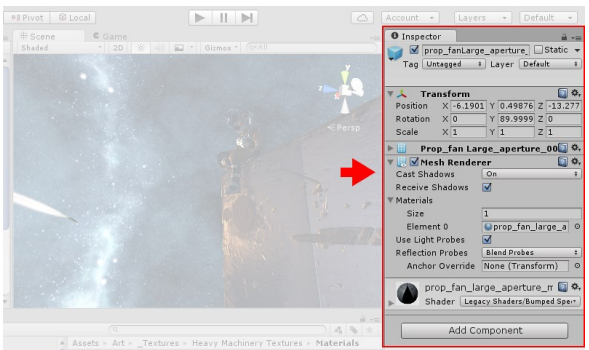 Pivot Local Account Layers Default
Scene Game
Shaded 2D Gizmos All
y
z
Persp
Assets Art _Textures Heavy Machinery Textures Materials
Inspector
prop_fanLarge_aperture_ Static
Tag Untagged Layer Default
Transform
Position X -6.1901 Y 0.49876 Z -13.277
Rotation X 0 Y 89.9999 Z 0
Scale X 1 Y 1 Z 1
Prop_fan Large_aperture_00
Mesh Renderer
Cast Shadows On
Receive Shadows
Materials
Size 1
Element 0 prop_fan_large_a
Use Light Probes
Reflection Probes Blend Probes
Anchor Override None (Transform)
prop_fan_large_aperture_m
Shader Legacy Shaders/Bumped Spe
Add Component